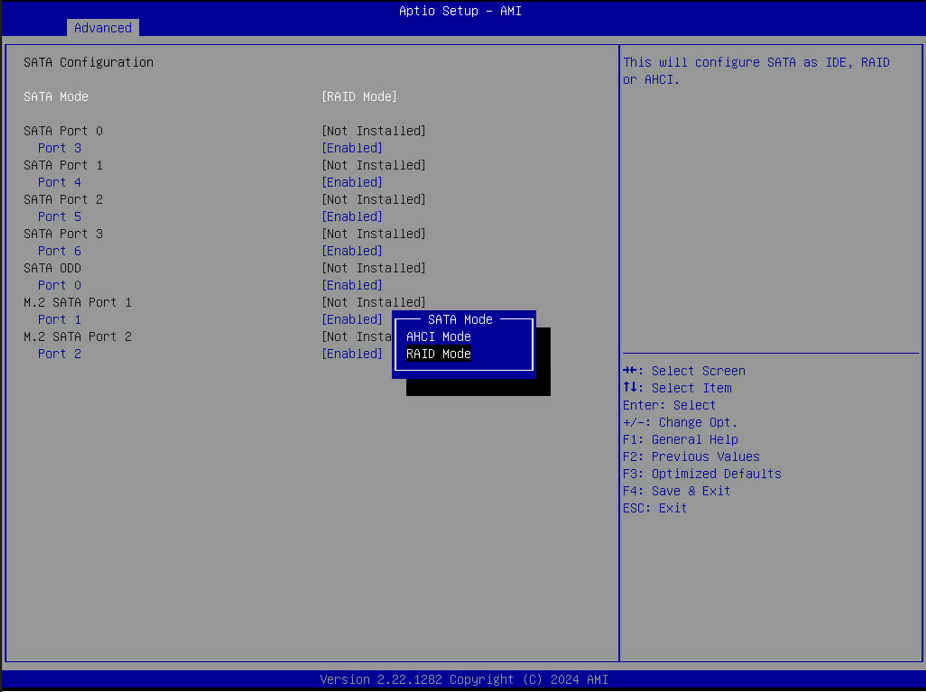 Aptio Setup – AMI
Advanced
SATA Configuration
SATA Mode [RAID Mode]
SATA Port 0 [Not Installed]
Port 3 [Enabled]
SATA Port 1 [Not Installed]
Port 4 [Enabled]
SATA Port 2 [Not Installed]
Port 5 [Enabled]
SATA Port 3 [Not Installed]
Port 6 [Enabled]
SATA ODD [Not Installed]
Port 0 [Enabled]
M.2 SATA Port 1 [Not Installed]
Port 1 [Enabled]
M.2 SATA Port 2 [Not Insta
Port 2 [Enabled]
SATA Mode
AHCI Mode
RAID Mode
This will configure SATA as IDE, RAID
or AHCI.
→←: Select Screen
↑↓: Select Item
Enter: Select
+/-: Change Opt.
F1: General Help
F2: Previous Values
F3: Optimized Defaults
F4: Save & Exit
ESC: Exit
Version 2.22.1282 Copyright (C) 2024 AMI